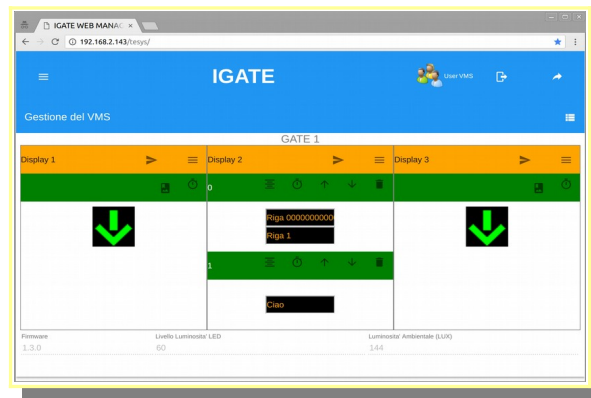 IGATE WEB MANAG
192.168.2.143/tesys/
IGATE
User VMS
Gestione del VMS
GATE 1
Display 1
Display 2
Display 3
0
Riga 0000000000
Riga 1
1
Ciao
Firmware
Livello Luminosita' LED
Luminosita' Ambientale (LUX)
1.3.0
60
144